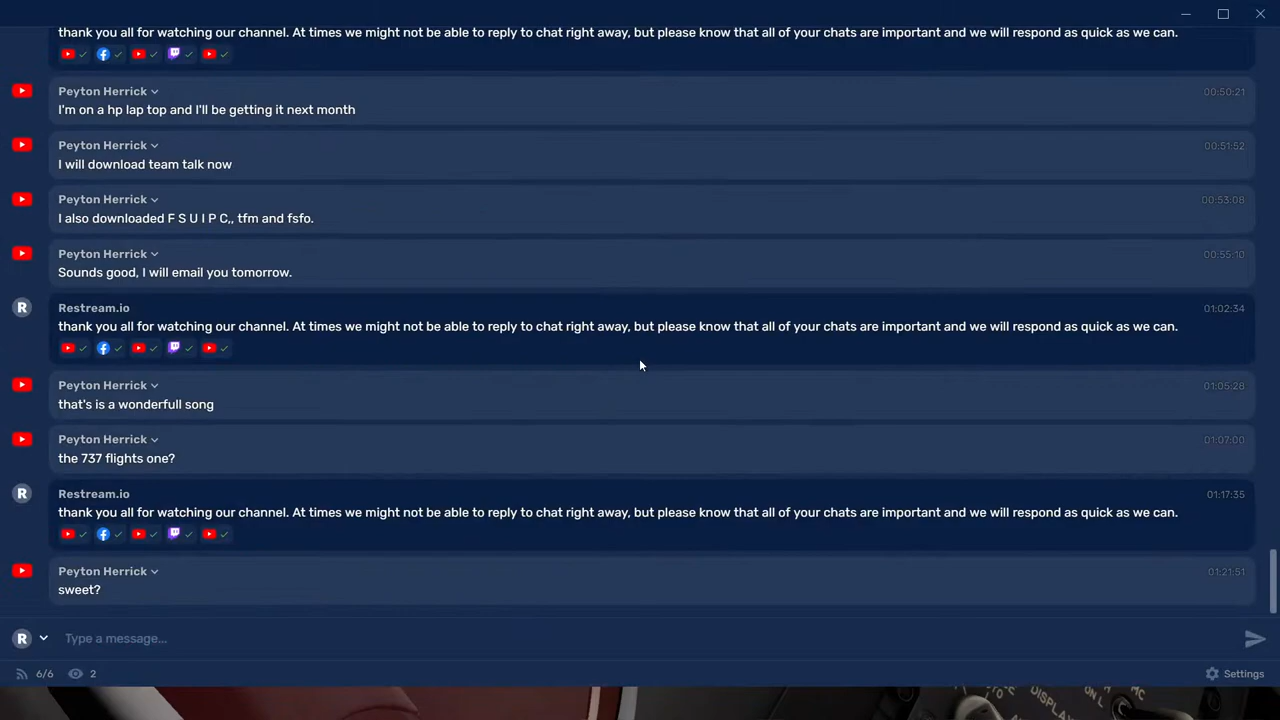 thank you all for watching our channel. At times we might not be able to reply to chat right away, but please know that all of your chats are important and we will respond as quick as we can.
Peyton Herrick
00:50:21
I'm on a hp lap top and I'll be getting it next month
Peyton Herrick
00:51:52
I will download team talk now
Peyton Herrick
00:53:08
I also downloaded F S U I P C,, tfm and fsfo.
Peyton Herrick
00:55:10
Sounds good, I will email you tomorrow.
R
Restream.io
01:02:34
thank you all for watching our channel. At times we might not be able to reply to chat right away, but please know that all of your chats are important and we will respond as quick as we can.
Peyton Herrick
01:05:28
that's is a wonderfull song
Peyton Herrick
01:07:00
the 737 flights one?
R
Restream.io
01:17:35
thank you all for watching our channel. At times we might not be able to reply to chat right away, but please know that all of your chats are important and we will respond as quick as we can.
Peyton Herrick
01:21:51
sweet?
R
Type a message...
6/6
2
Settings
DISPLAY
ON L